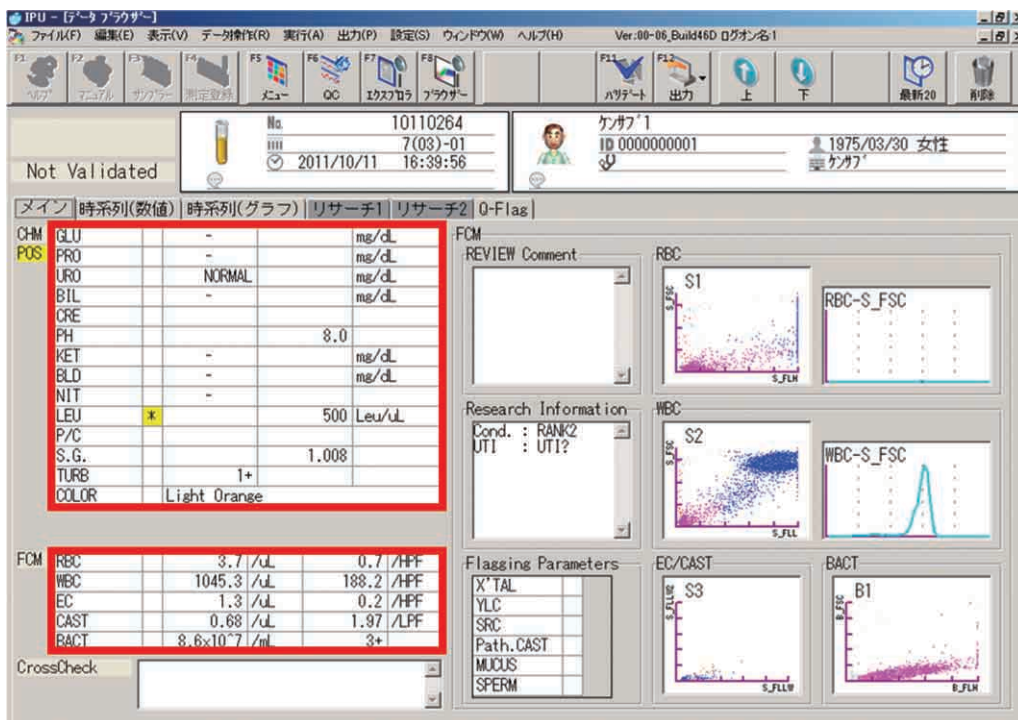 IPU - [データ ブラウザー]
ファイル(F) 編集(E) 表示(V) データ操作(R) 実行(A) 出力(P) 設定(S) ウィンドウ(W) ヘルプ(H) Ver:00-06_Build46D ログオン名:1
F1 F2 F3 F4 F5 F6 F7 F8 F11 F12
ヘルプ マニュアル サンプラー 測定登録 メニュー QC エクスプロラ ブラウザー バリデート 出力 上 下 最新20 削除
Not Validated
No. 10110264
7(03)-01
2011/10/11 16:39:56
ケンサブ 1
ID 0000000001 1975/03/30 女性
ケンサブ
メイン 時系列(数値) 時系列(グラフ) リサーチ1 リサーチ2 Q-Flag
CHM
POS
GLU - mg/dL
PRO - mg/dL
URO NORMAL mg/dL
BIL - mg/dL
CRE
PH 8.0
KET - mg/dL
BLD - mg/dL
NIT -
LEU * 500 Leu/uL
P/C
S.G. 1.008
TURB 1+
COLOR Light Orange
FCM
RBC 3.7 /uL 0.7 /HPF
WBC 1045.3 /uL 188.2 /HPF
EC 1.3 /uL 0.2 /HPF
CAST 0.68 /uL 1.97 /LPF
BACT 8.6x10^7 /mL 3+
CrossCheck
FCM
REVIEW Comment
Research Information
Cond. : RANK2
UTI : UTI?
Flagging Parameters
X'TAL
YLC
SRC
Path.CAST
MUCUS
SPERM
RBC
S1
S_FSC
S_FLH
RBC-S_FSC
WBC
S2
S_FSC
S_FLL
WBC-S_FSC
EC/CAST
S3
S_FLLW2
S_FLLW
BACT
B1
B_FSC
B_FLH